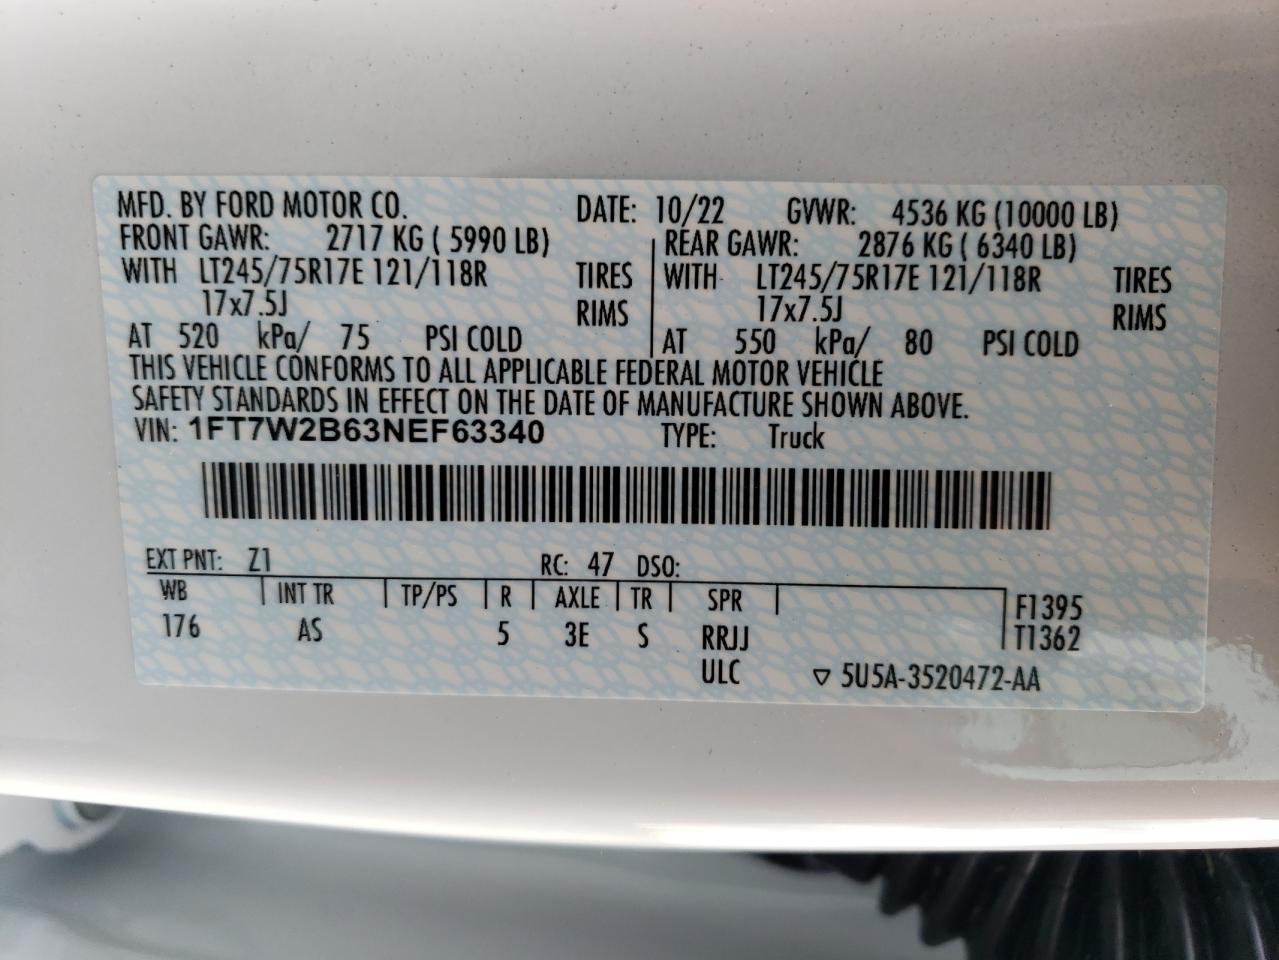 MFD. BY FORD MOTOR CO. DATE: 10/22 GVWR: 4536 KG (10000 LB)
FRONT GAWR: 2717 KG ( 5990 LB) REAR GAWR: 2876 KG ( 6340 LB)
WITH LT245/75R17E 121/118R TIRES WITH LT245/75R17E 121/118R TIRES
17x7.5J RIMS 17x7.5J RIMS
AT 520 kPa/ 75 PSI COLD AT 550 kPa/ 80 PSI COLD
THIS VEHICLE CONFORMS TO ALL APPLICABLE FEDERAL MOTOR VEHICLE
SAFETY STANDARDS IN EFFECT ON THE DATE OF MANUFACTURE SHOWN ABOVE.
VIN: 1FT7W2B63NEF63340 TYPE: Truck
EXT PNT: Z1 RC: 47 DSO:
WB INT TR TP/PS R AXLE TR SPR F1395
176 AS 5 3E S RRJJ T1362
ULC ▽ 5U5A-3520472-AA